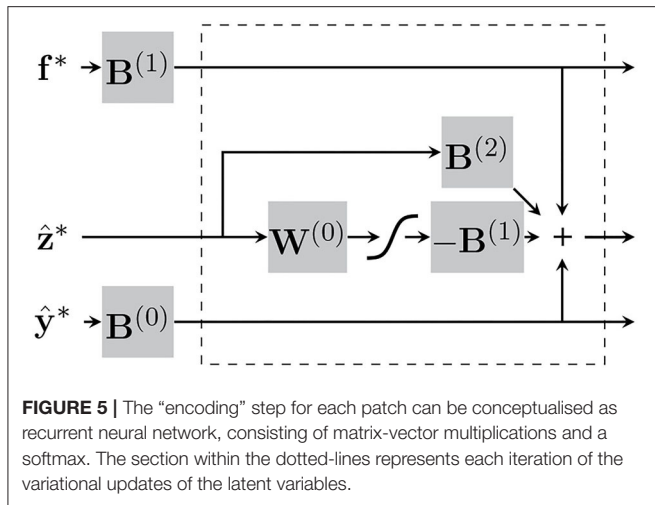 f* B(1)
B(2)
ẑ* W(0) −B(1) +
ŷ* B(0)
FIGURE 5 | The “encoding” step for each patch can be conceptualised as
recurrent neural network, consisting of matrix-vector multiplications and a
softmax. The section within the dotted-lines represents each iteration of the
variational updates of the latent variables.